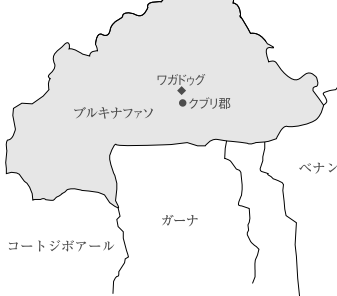 ワガドゥグ
クブリ郡
ブルキナファソ
ベナン
ガーナ
コートジボアール